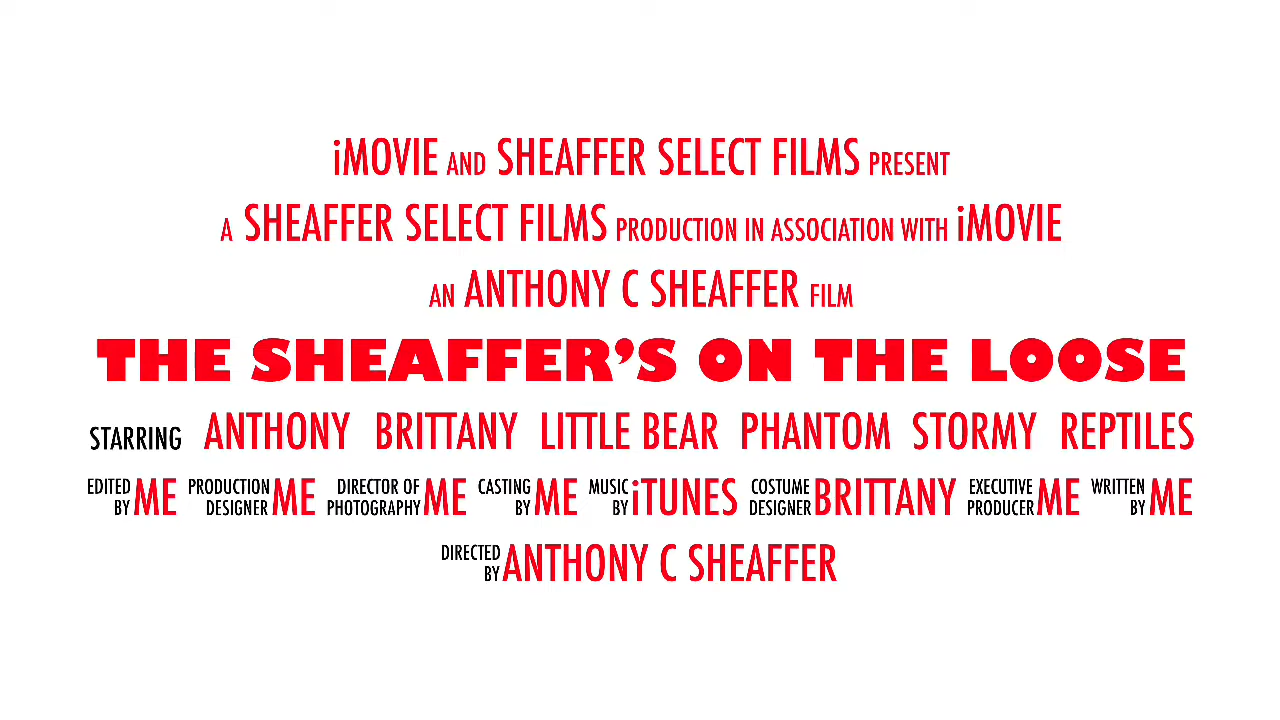 iMOVIE AND SHEAFFER SELECT FILMS PRESENT
A SHEAFFER SELECT FILMS PRODUCTION IN ASSOCIATION WITH iMOVIE
AN ANTHONY C SHEAFFER FILM
THE SHEAFFER’S ON THE LOOSE
STARRING ANTHONY BRITTANY LITTLE BEAR PHANTOM STORMY REPTILES
EDITED BY ME PRODUCTION DESIGNER ME DIRECTOR OF PHOTOGRAPHY ME CASTING BY ME MUSIC BY iTUNES COSTUME DESIGNER BRITTANY EXECUTIVE PRODUCER ME WRITTEN BY ME
DIRECTED BY ANTHONY C SHEAFFER